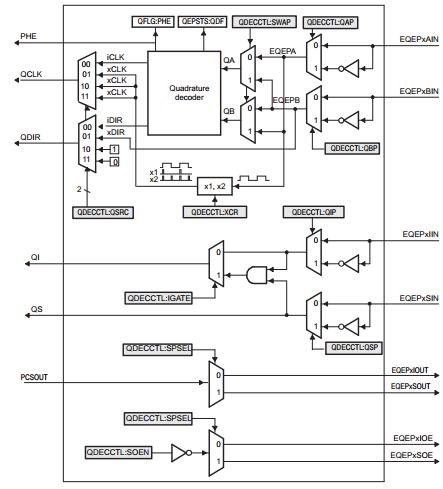 QFLG:PHE QEPSTS:QDF QDECCTL:SWAP QDECCTL:QAP
PHE
QCLK
QDIR
00
01
10
11
iCLK
xCLK
xCLK
xCLK
00
01
10
11
iDIR
xDIR
1
0
2
QDECCTL:QSRC
Quadrature
decoder
QA
QB
0
1
0
1
EQEPA
EQEPB
0
1
EQEPxAIN
0
1
EQEPxBIN
QDECCTL:QBP
x1
x2
x1, x2
QDECCTL:XCR
QDECCTL:QIP
QI
0
1
0
1
EQEPxIIN
QDECCTL:IGATE
QS
0
1
EQEPxSIN
QDECCTL:QSP
QDECCTL:SPSEL
PCSOUT
0
1
EQEPxIOUT
EQEPxSOUT
QDECCTL:SPSEL
QDECCTL:SOEN
0
1
EQEPxIOE
EQEPxSOE